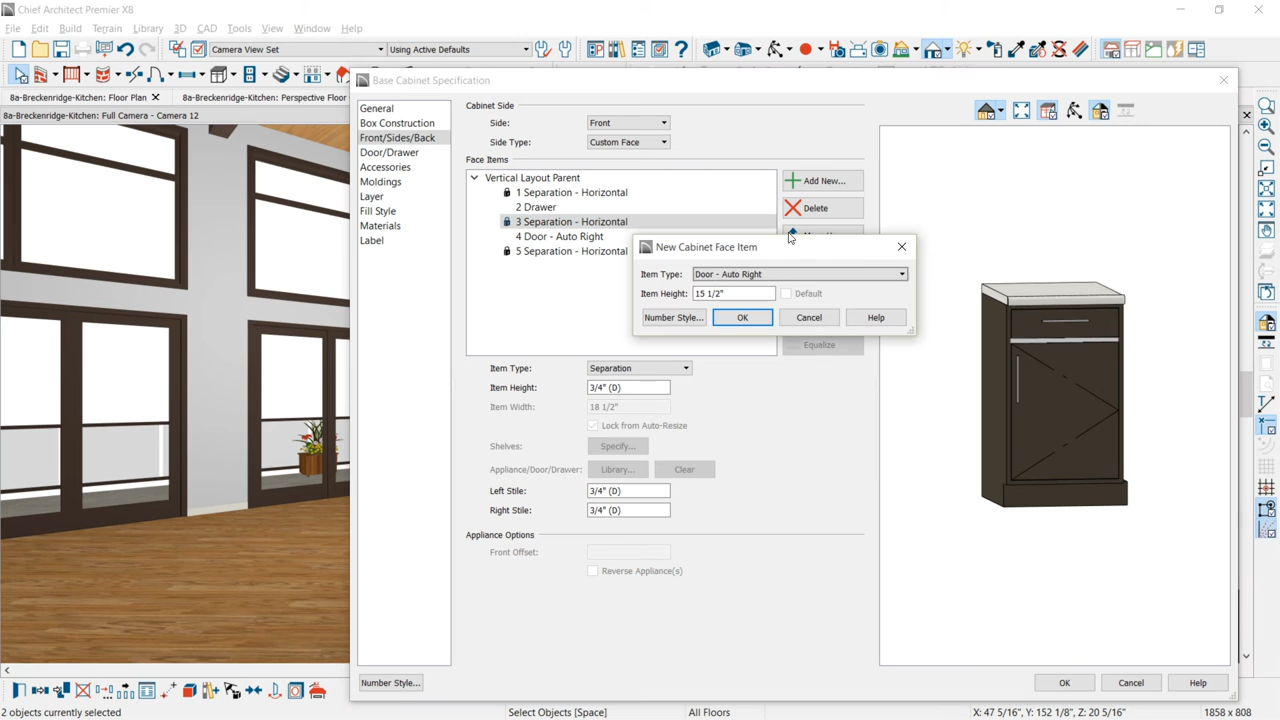 Chief Architect Premier X8
File Edit Build Terrain Library 3D CAD Tools View Window Help
Camera View Set
Using Active Defaults
8a-Breckenridge-Kitchen: Floor Plan
8a-Breckenridge-Kitchen: Perspective Floor
8a-Breckenridge-Kitchen: Full Camera - Camera 12
Base Cabinet Specification
General
Box Construction
Front/Sides/Back
Door/Drawer
Accessories
Moldings
Layer
Fill Style
Materials
Label
Cabinet Side
Side: Front
Side Type: Custom Face
Face Items
Vertical Layout Parent
1 Separation - Horizontal
2 Drawer
3 Separation - Horizontal
4 Door - Auto Right
5 Separation - Horizontal
Add New...
Delete
New Cabinet Face Item
Item Type: Door - Auto Right
Item Height: 15 1/2" Default
Number Style... OK Cancel Help
Equalize
Item Type: Separation
Item Height: 3/4" (D)
Item Width: 18 1/2"
Lock from Auto-Resize
Shelves: Specify...
Appliance/Door/Drawer: Library... Clear
Left Stile: 3/4" (D)
Right Stile: 3/4" (D)
Appliance Options
Front Offset:
Reverse Appliance(s)
Number Style... OK Cancel Help
2 objects currently selected
Select Objects [Space]
All Floors
X: 47 5/16", Y: 152 1/8", Z: 20 5/16"
1858 x 808